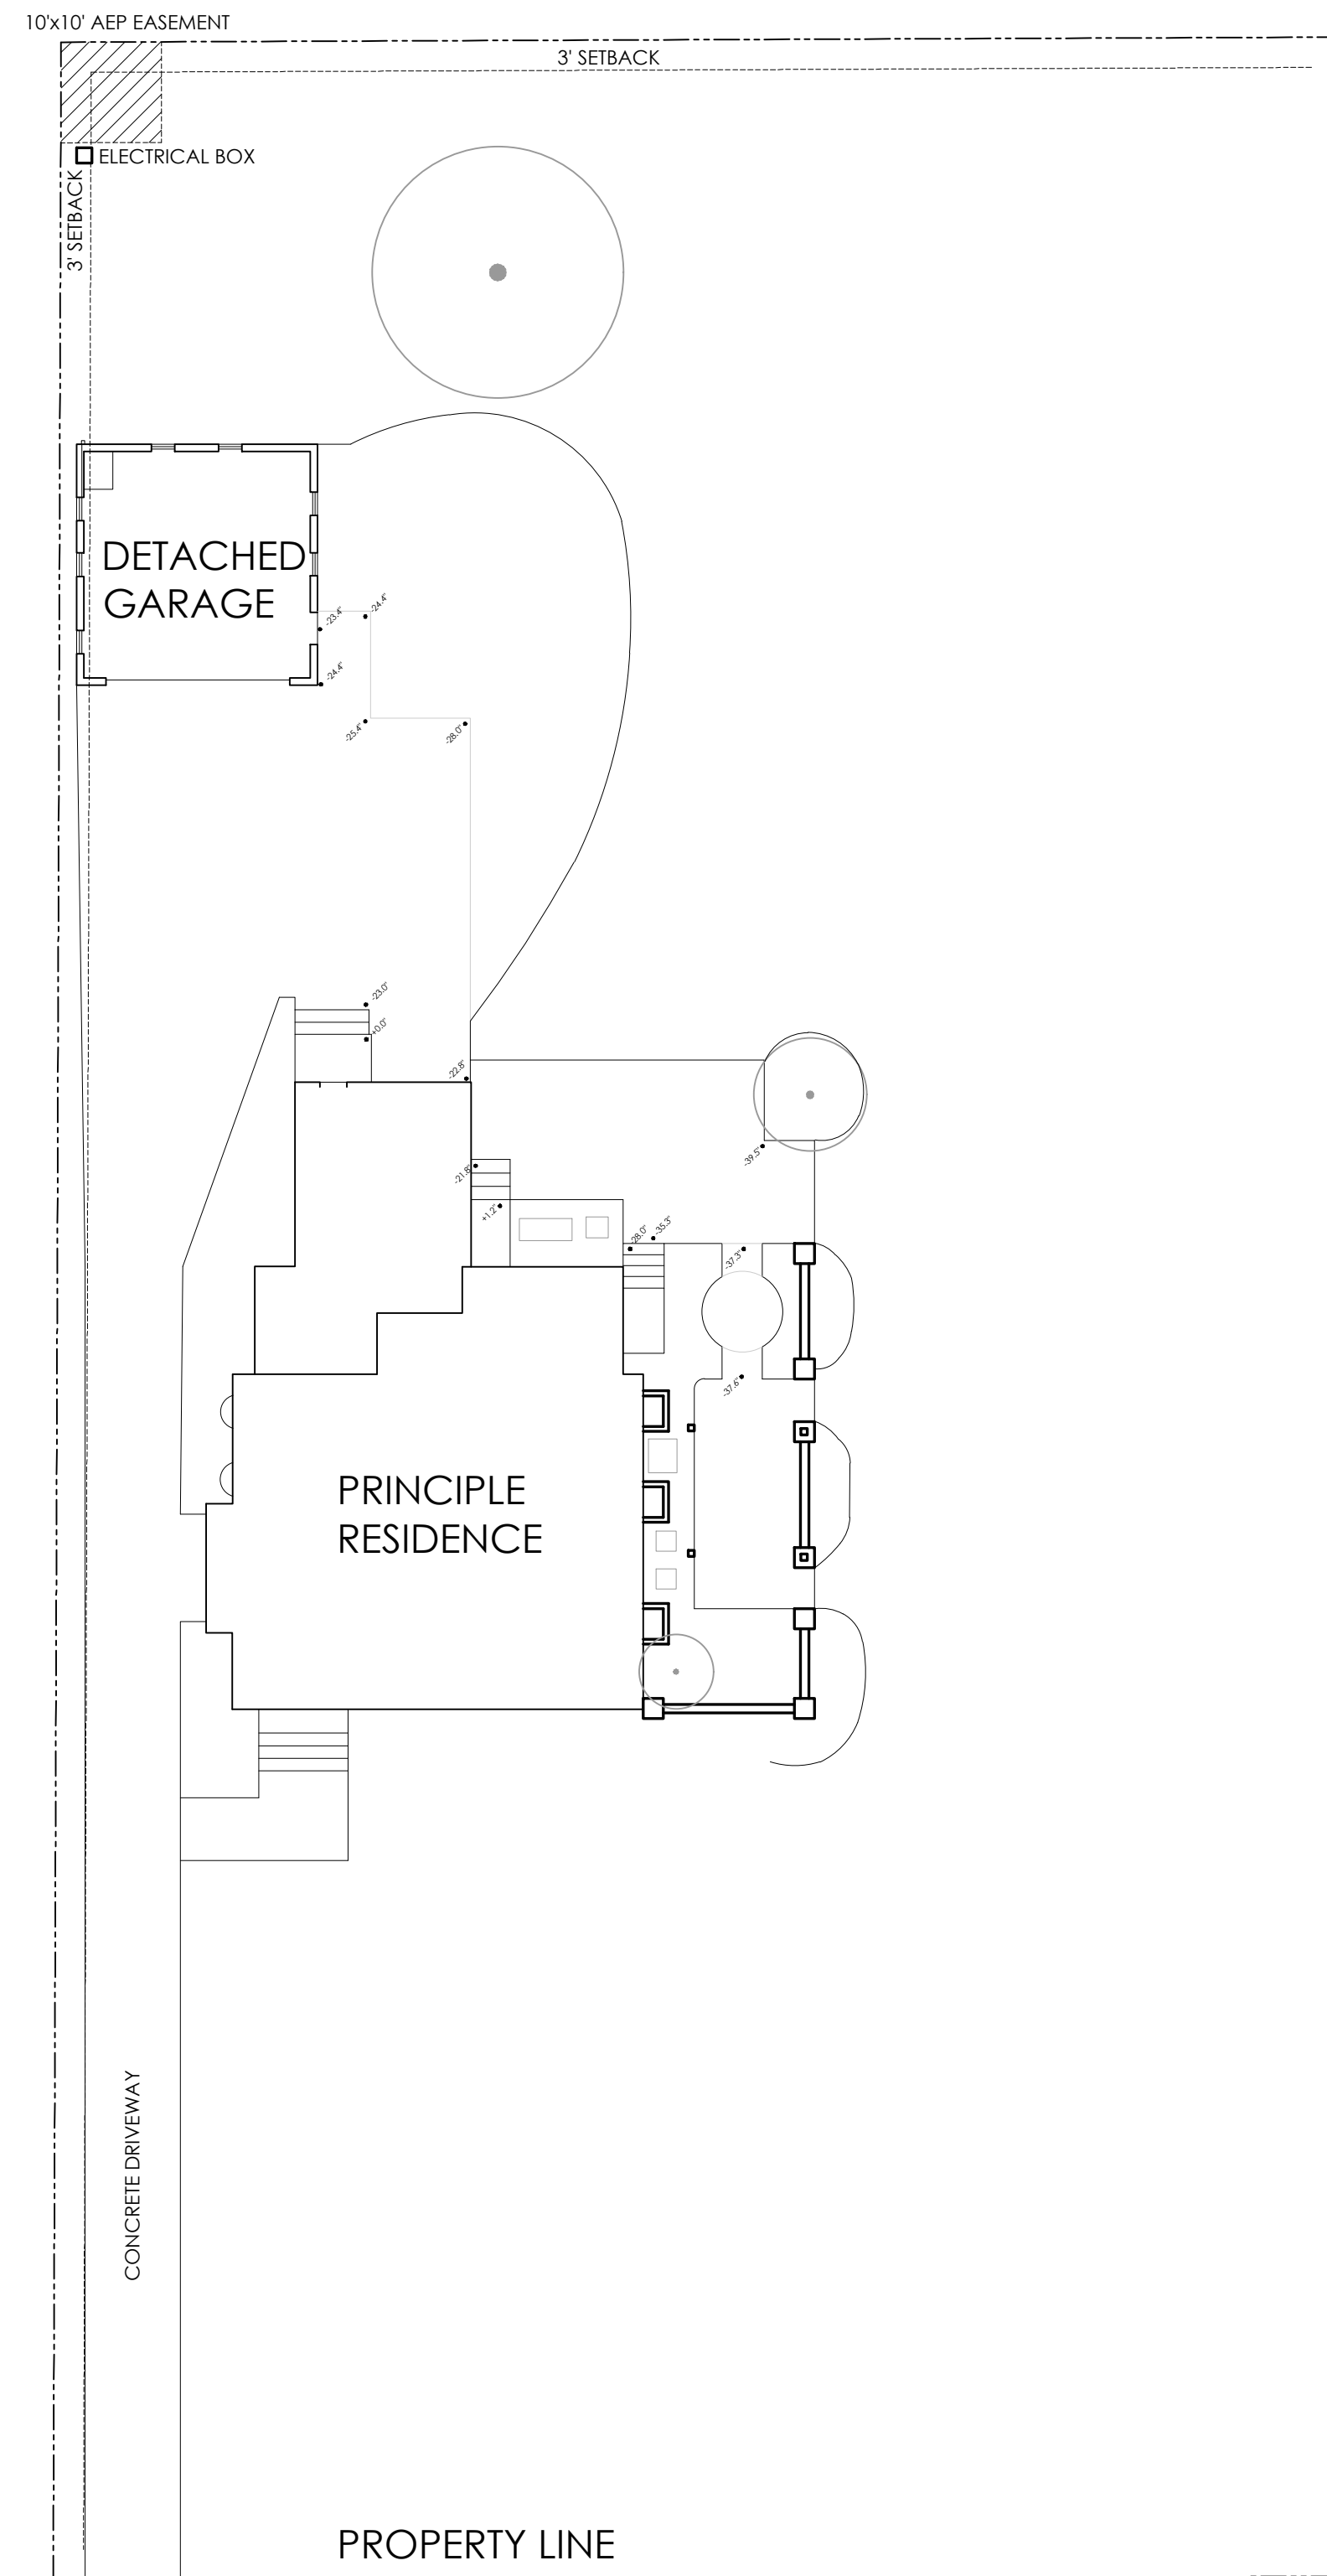 10'x10' AEP EASEMENT
3' SETBACK
ELECTRICAL BOX
3' SETBACK
DETACHED
GARAGE
-23.4"
-24.4"
-24.4"
-25.4"
-28.0"
-23.0"
+0.0"
-22.8"
-39.5"
-21.8"
+1.2"
-28.0"
-35.3"
-37.3"
-37.6"
PRINCIPLE
RESIDENCE
CONCRETE DRIVEWAY
PROPERTY LINE